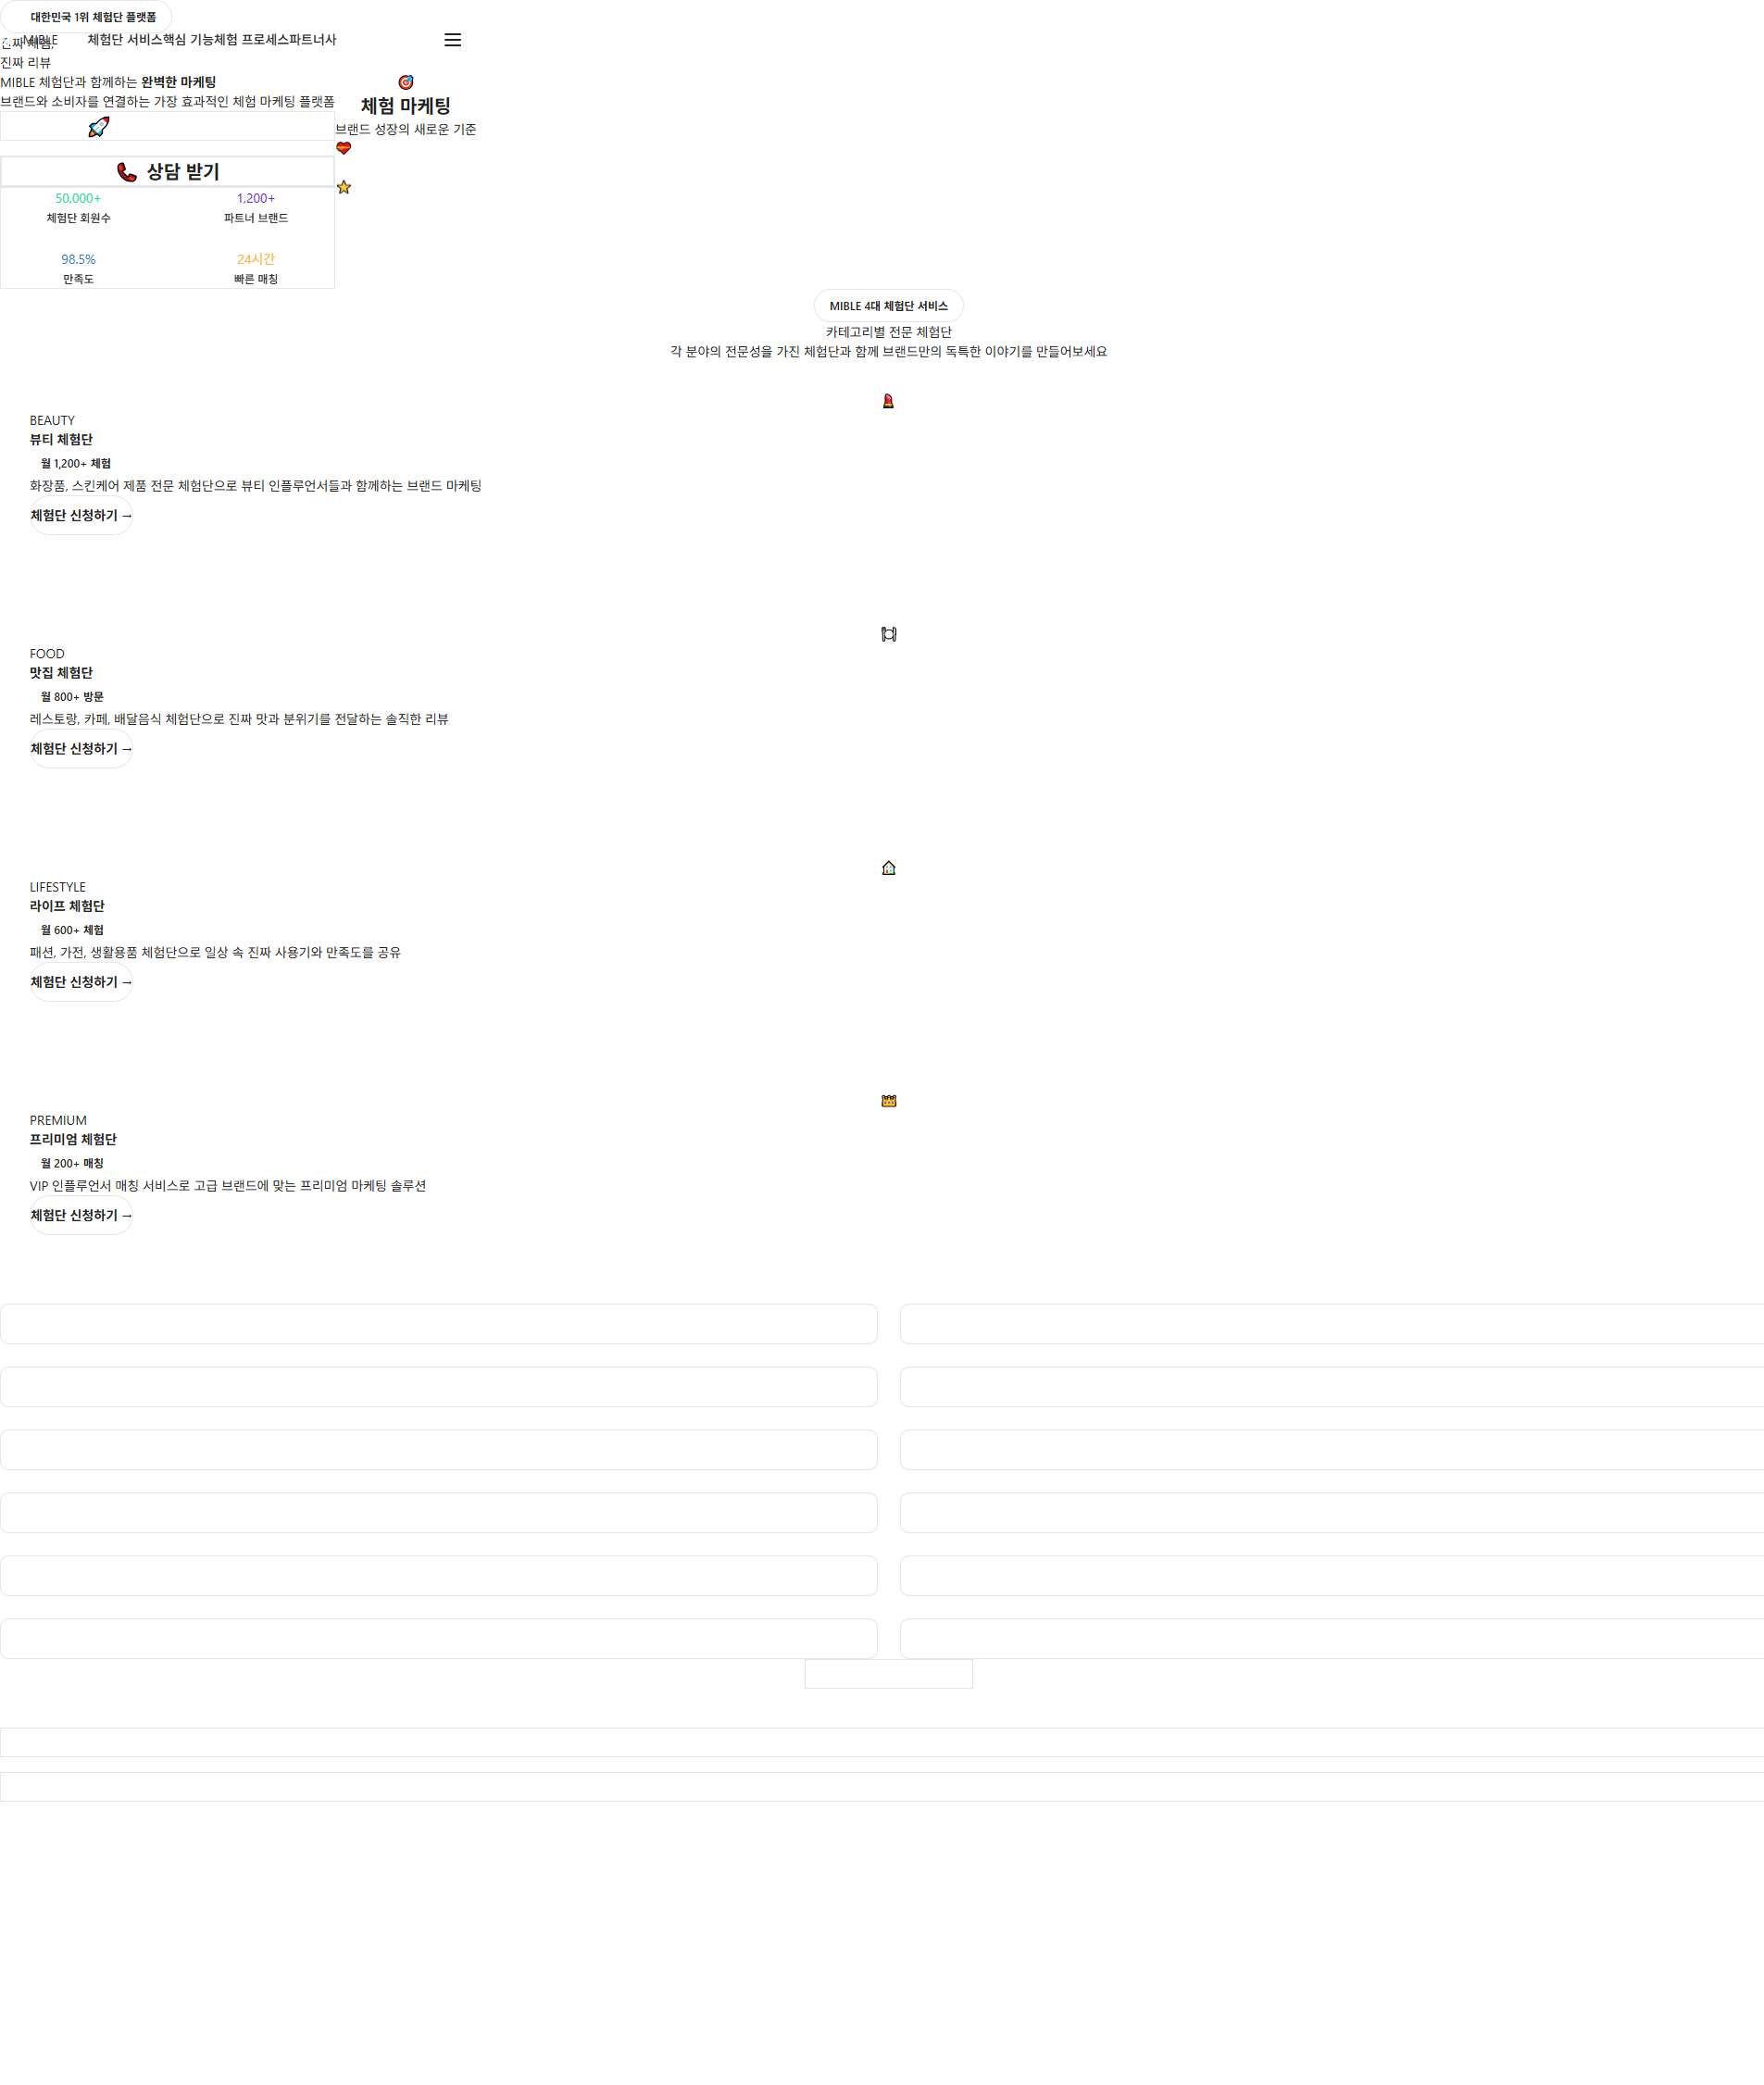 대한민국 1위 체험단 플랫폼
MIBLE
체험단 서비스핵심 기능체험 프로세스파트너사
진짜 체험,
진짜 리뷰
MIBLE 체험단과 함께하는 완벽한 마케팅
브랜드와 소비자를 연결하는 가장 효과적인 체험 마케팅 플랫폼
상담 받기
50,000+
체험단 회원수
1,200+
파트너 브랜드
98.5%
만족도
24시간
빠른 매칭
체험 마케팅
브랜드 성장의 새로운 기준
MIBLE 4대 체험단 서비스
카테고리별 전문 체험단
각 분야의 전문성을 가진 체험단과 함께 브랜드만의 독특한 이야기를 만들어보세요
BEAUTY
뷰티 체험단
월 1,200+ 체험
화장품, 스킨케어 제품 전문 체험단으로 뷰티 인플루언서들과 함께하는 브랜드 마케팅
체험단 신청하기 →
FOOD
맛집 체험단
월 800+ 방문
레스토랑, 카페, 배달음식 체험단으로 진짜 맛과 분위기를 전달하는 솔직한 리뷰
체험단 신청하기 →
LIFESTYLE
라이프 체험단
월 600+ 체험
패션, 가전, 생활용품 체험단으로 일상 속 진짜 사용기와 만족도를 공유
체험단 신청하기 →
PREMIUM
프리미엄 체험단
월 200+ 매칭
VIP 인플루언서 매칭 서비스로 고급 브랜드에 맞는 프리미엄 마케팅 솔루션
체험단 신청하기 →